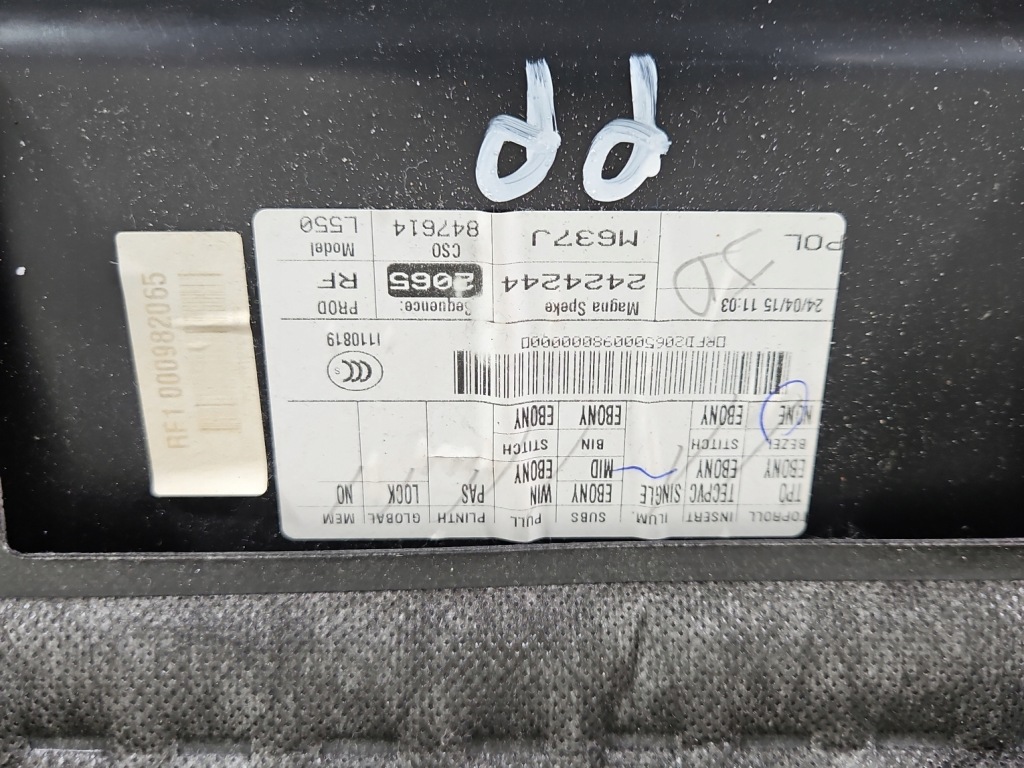 TOPROLL INSERT ILUM. SUBS PULL PLINTH GLOBAL MEM
TPO TECPVC SINGLE EBONY WIN PAS LOCK NO
EBONY EBONY MID EBONY
BEZEL STITCH BIN STITCH
NONE EBONY EBONY EBONY
I110819
24/04/15 11:03 Magna Speke Sequence: PROD
2424244 2065 RF
POL M637J CSO Model
847614 L550
PP
RF1 0000982065